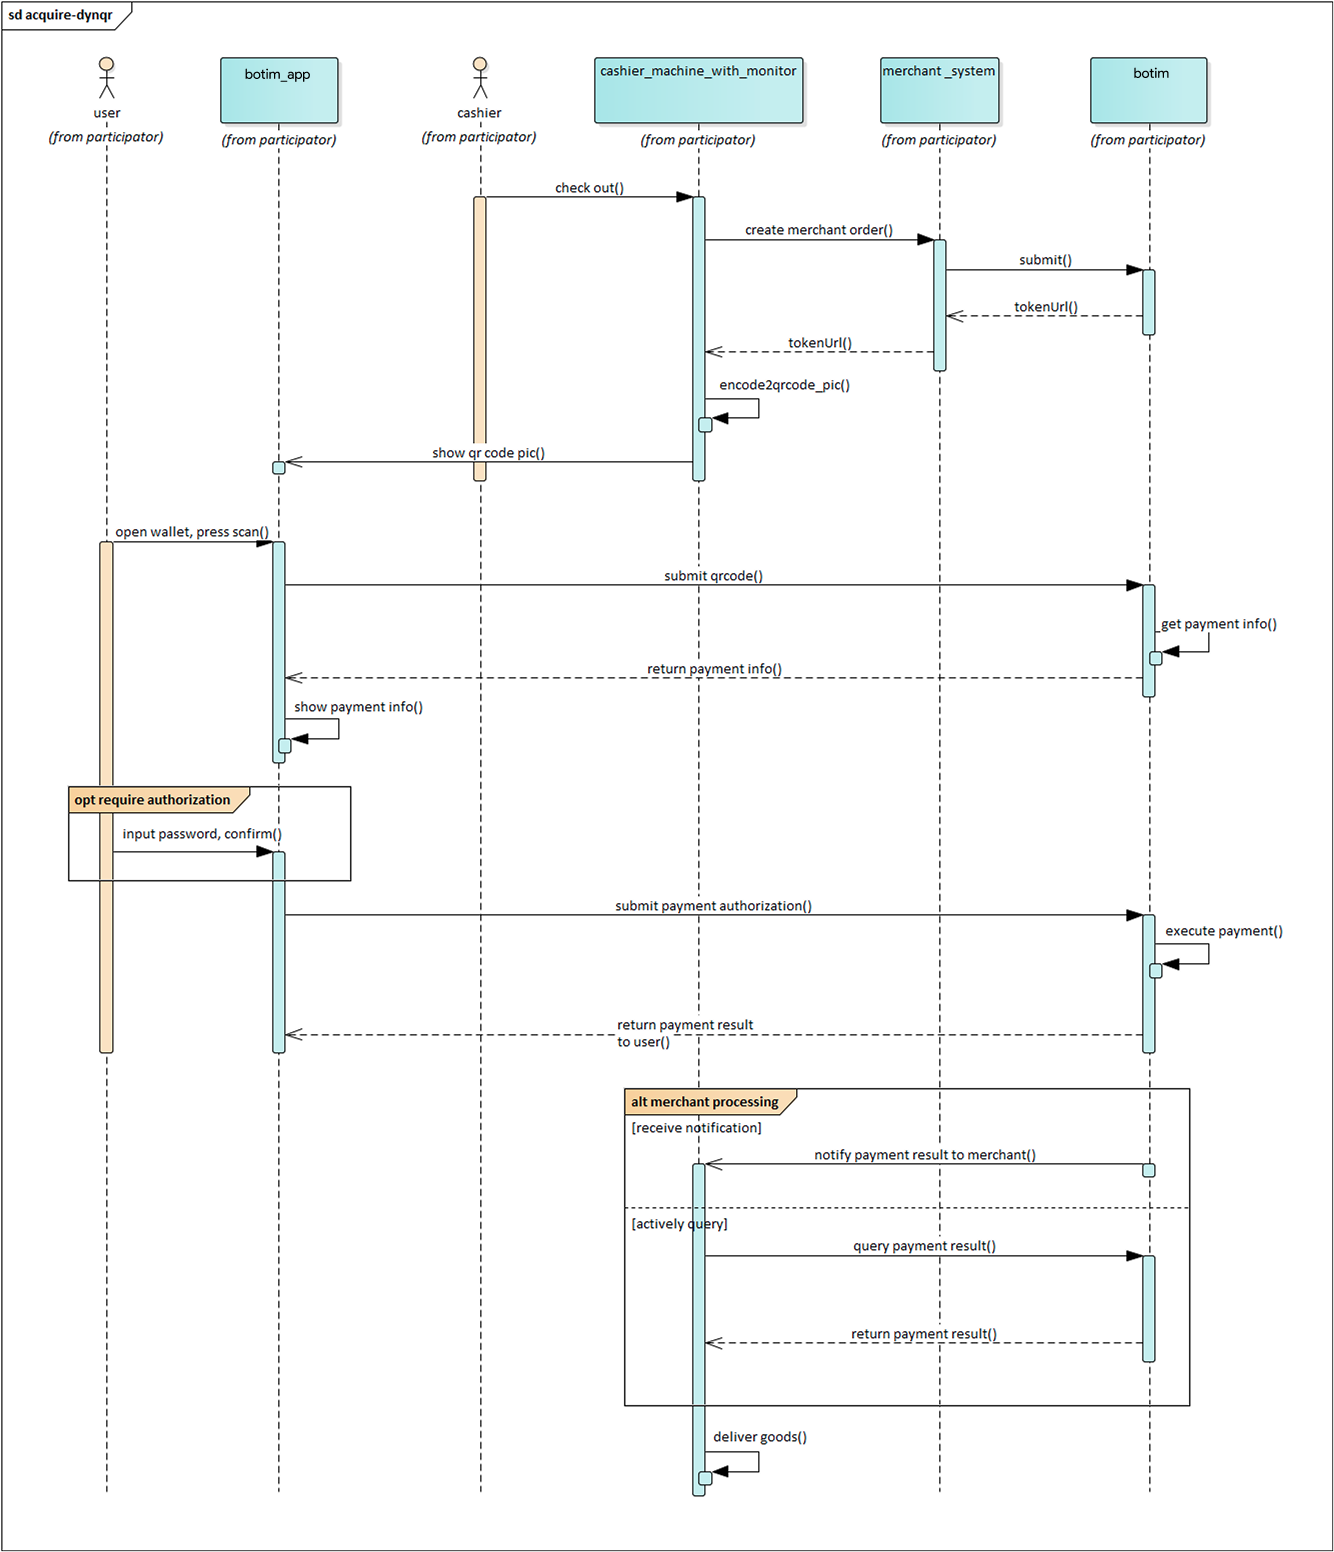 sd acquire-dynqr
botim_app
cashier_machine_with_monitor
merchant _system
botim
user
cashier
(from participator)
(from participator)
(from participator)
(from participator)
(from participator)
(from participator)
check out()
create merchant order()
submit()
tokenUrl()
tokenUrl()
encode2qrcode_pic()
show qr code pic()
open wallet, press scan()
submit qrcode()
get payment info()
return payment info()
show payment info()
opt require authorization
input password, confirm()
submit payment authorization()
execute payment()
return payment result
to user()
alt merchant processing
[receive notification]
notify payment result to merchant()
[actively query]
query payment result()
return payment result()
deliver goods()